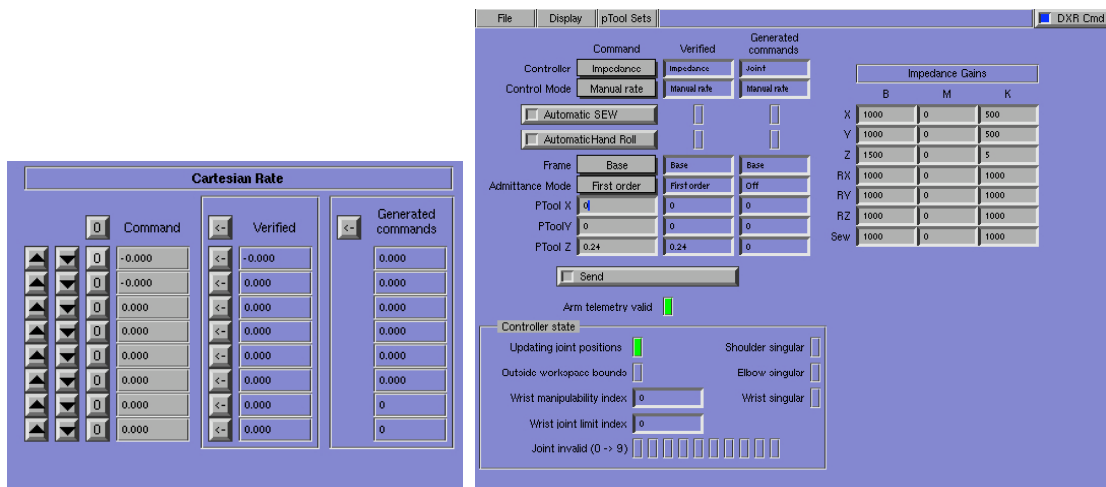 Cartesian Rate
0 Command <- Verified <- Generated commands
0 -0.000 <- -0.000 0.000
0 -0.000 <- 0.000 0.000
0 0.000 <- 0.000 0.000
0 0.000 <- 0.000 0.000
0 0.000 <- 0.000 0.000
0 0.000 <- 0.000 0.000
0 0.000 <- 0.000 0
0 0.000 <- 0.000 0
File Display pTool Sets DXR Cmd
Command Verified Generated commands
Controller Impedance Impedance Joint
Control Mode Manual rate Manual rate Manual rate
Automatic SEW
AutomaticHand Roll
Frame Base Base Base
Admittance Mode First order First order Off
PTool X 0 0 0
PToolY 0 0 0
PTool Z 0.24 0.24 0
Send
Arm telemetry valid
Controller state
Updating joint positions Shoulder singular
Outside workspace bounds Elbow singular
Wrist manipulability index 0 Wrist singular
Wrist joint limit index 0
Joint invalid (0 -> 9)
Impedance Gains
B M K
X 1000 0 500
Y 1000 0 500
Z 1500 0 5
RX 1000 0 1000
RY 1000 0 1000
RZ 1000 0 1000
Sew 1000 0 1000